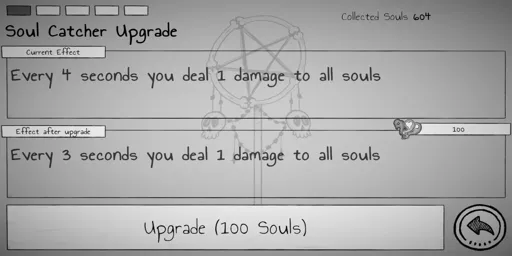 Collected Souls 604
Soul Catcher Upgrade
Current Effect
Every 4 seconds you deal 1 damage to all souls
Effect after upgrade
100
Every 3 seconds you deal 1 damage to all souls
Upgrade (100 Souls)